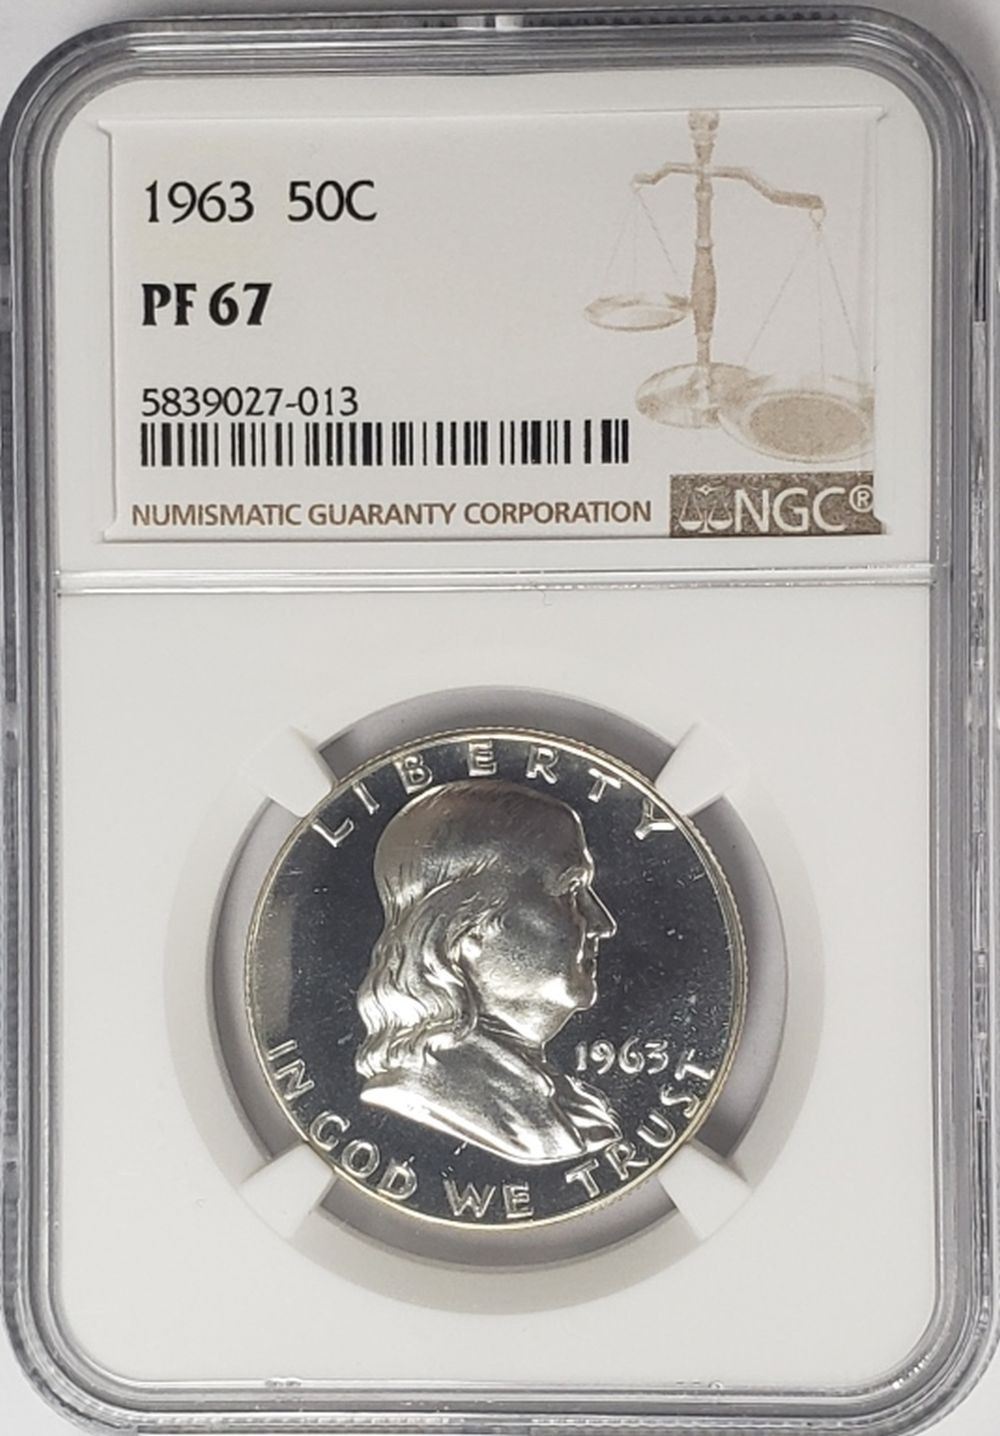 1963 50C
PF 67
5839027-013
NUMISMATIC GUARANTY CORPORATION
NGC®
LIBERTY
1963
IN GOD WE TRUST